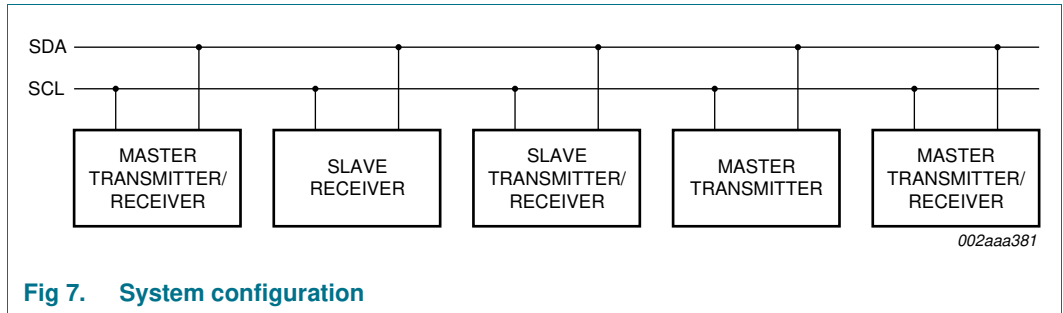 SDA
SCL
MASTER
TRANSMITTER/
RECEIVER
SLAVE
RECEIVER
SLAVE
TRANSMITTER/
RECEIVER
MASTER
TRANSMITTER
MASTER
TRANSMITTER/
RECEIVER
002aaa381
Fig 7. System configuration